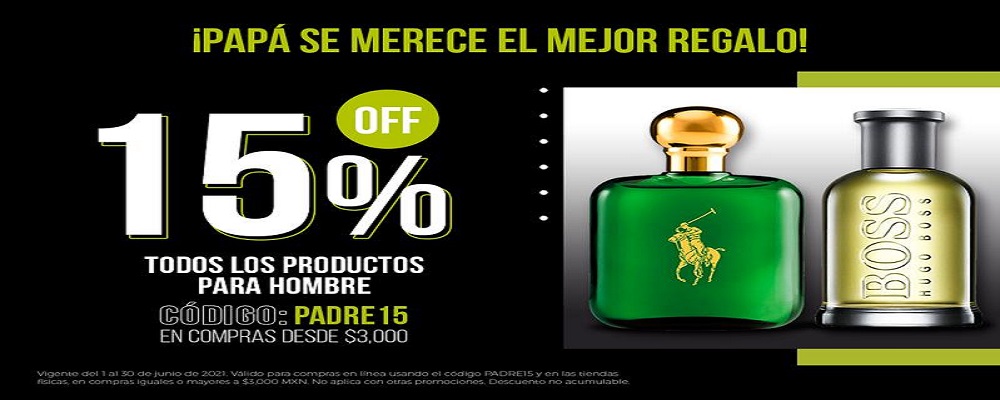 ¡PAPÁ SE MERECE EL MEJOR REGALO!
15%
OFF
TODOS LOS PRODUCTOS
PARA HOMBRE
CÓDIGO: PADRE15
EN COMPRAS DESDE $3,000
BOSS
HUGO BOSS
Vigente del 1 al 30 de junio de 2021. Válido para compras en línea usando el código PADRE15 y en las tiendas
físicas, en compras iguales o mayores a $3,000 MXN. No aplica con otras promociones. Descuento no acumulable.